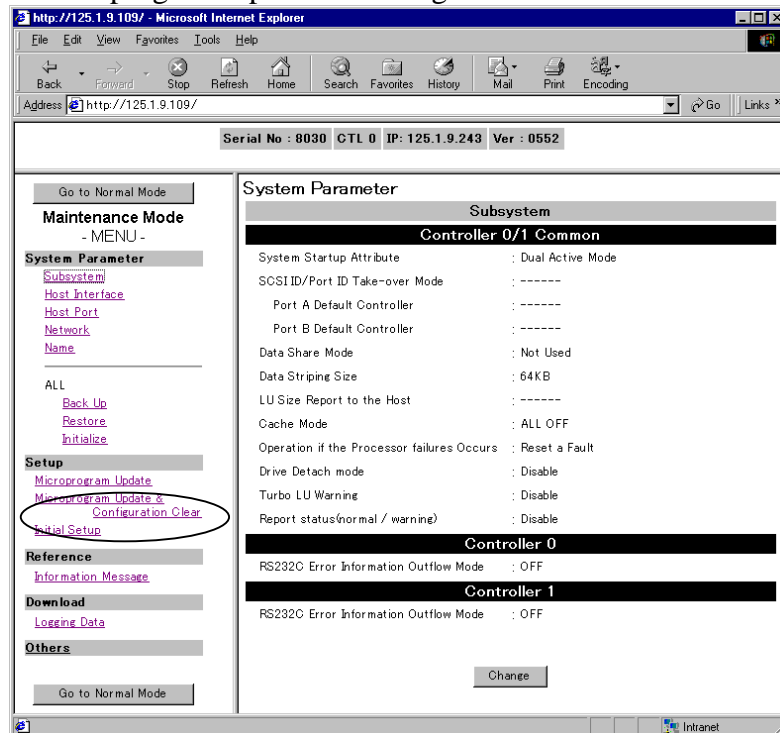 http://125.1.9.109/ - Microsoft Internet Explorer
File Edit View Favorites Tools Help
Back Forward Stop Refresh Home Search Favorites History Mail Print Encoding
Address http://125.1.9.109/ Go Links »
Serial No : 8030 CTL 0 IP: 125.1.9.243 Ver : 0552
Go to Normal Mode
Maintenance Mode
- MENU -
System Parameter
Subsystem
Host Interface
Host Port
Network
Name
ALL
Back Up
Restore
Initialize
Setup
Microprogram Update
Microprogram Update &
Configuration Clear
Initial Setup
Reference
Information Message
Download
Logging Data
Others
Go to Normal Mode
System Parameter
Subsystem
Controller 0/1 Common
System Startup Attribute : Dual Active Mode
SCSI ID/Port ID Take-over Mode : ------
Port A Default Controller : ------
Port B Default Controller : ------
Data Share Mode : Not Used
Data Striping Size : 64KB
LU Size Report to the Host : ------
Cache Mode : ALL OFF
Operation if the Processor failures Occurs : Reset a Fault
Drive Detach mode : Disable
Turbo LU Warning : Disable
Report status(normal / warning) : Disable
Controller 0
RS232C Error Information Outflow Mode : OFF
Controller 1
RS232C Error Information Outflow Mode : OFF
Change
Intranet